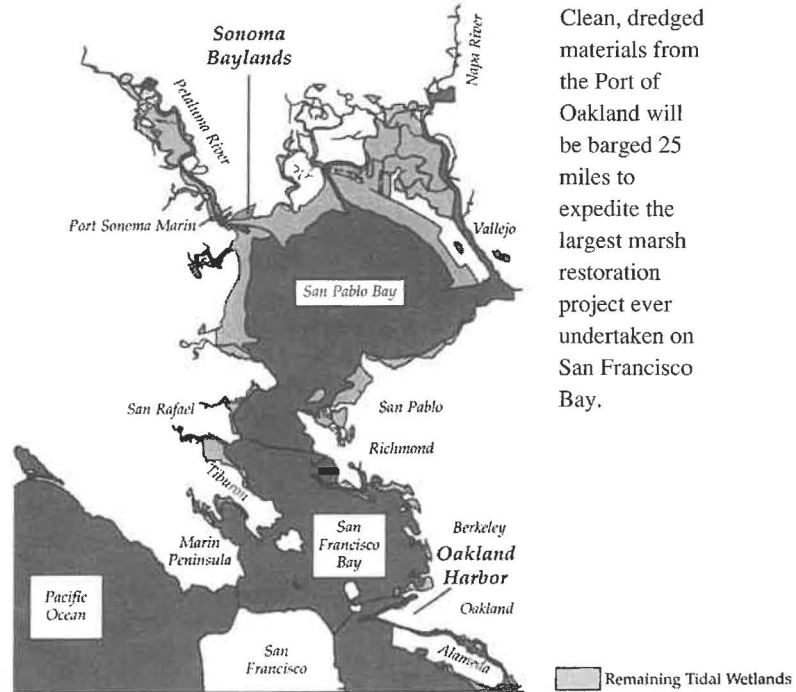 Sonoma
Baylands
Napa River
Petaluma River
Port Sonoma Marin
Vallejo
San Pablo Bay
San Rafael
San Pablo
Richmond
Tiburon
Marin
Peninsula
San
Francisco
Bay
Berkeley
Oakland
Harbor
Oakland
Pacific
Ocean
San
Francisco
Alameda
Clean, dredged
materials from
the Port of
Oakland will
be barged 25
miles to
expedite the
largest marsh
restoration
project ever
undertaken on
San Francisco
Bay.
Remaining Tidal Wetlands